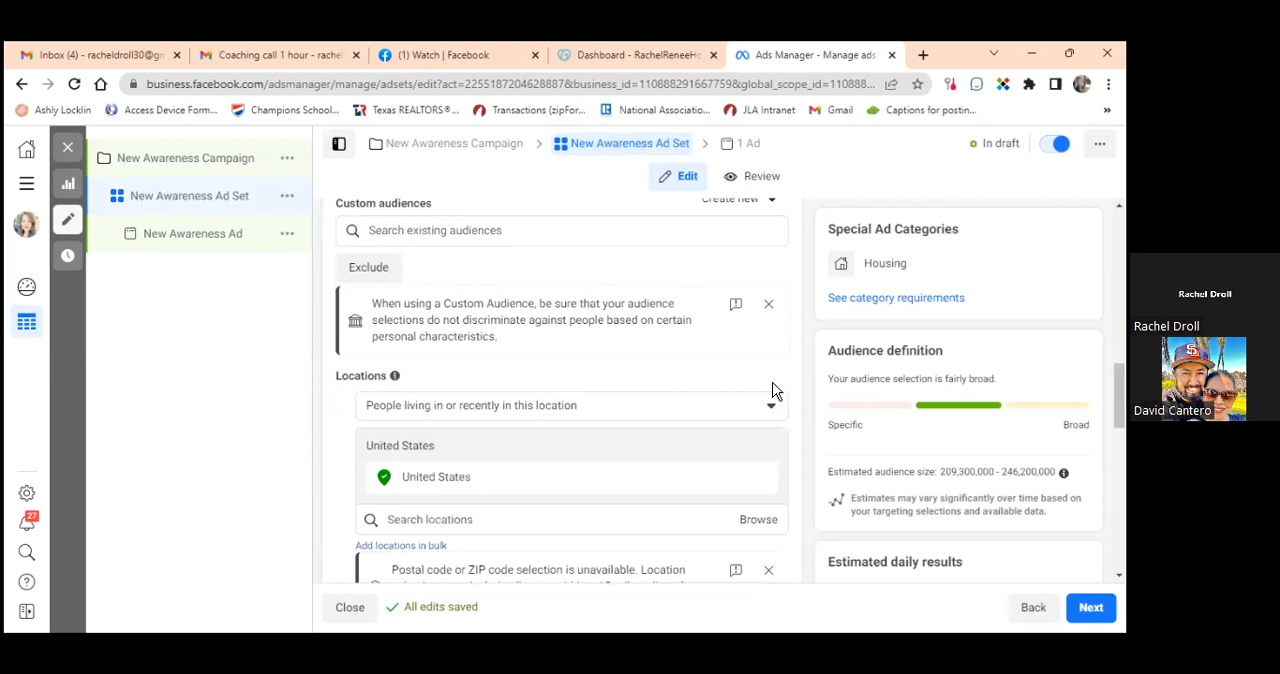 Inbox (4) - racheldroll30@gn
Coaching call 1 hour - rache
(1) Watch | Facebook
Dashboard - RachelReneeHo
Ads Manager - Manage ads
business.facebook.com/adsmanager/manage/adsets/edit?act=2255187204628887&business_id=110888291667759&global_scope_id=110888...
Ashly Locklin
Access Device Form...
Champions School...
Texas REALTORS®...
Transactions (zipFor...
National Associatio...
JLA Intranet
Gmail
Captions for postin...
»
New Awareness Campaign
New Awareness Ad Set
New Awareness Ad
27
New Awareness Campaign > New Awareness Ad Set > 1 Ad
In draft
Edit
Review
Custom audiences
Create new
Search existing audiences
Exclude
When using a Custom Audience, be sure that your audience
selections do not discriminate against people based on certain
personal characteristics.
Locations
People living in or recently in this location
United States
United States
Search locations
Browse
Add locations in bulk
Postal code or ZIP code selection is unavailable. Location
Special Ad Categories
Housing
See category requirements
Audience definition
Your audience selection is fairly broad.
Specific
Broad
Estimated audience size: 209,300,000 - 246,200,000
Estimates may vary significantly over time based on
your targeting selections and available data.
Estimated daily results
Close
All edits saved
Back
Next
Rachel Droll
Rachel Droll
David Cantero